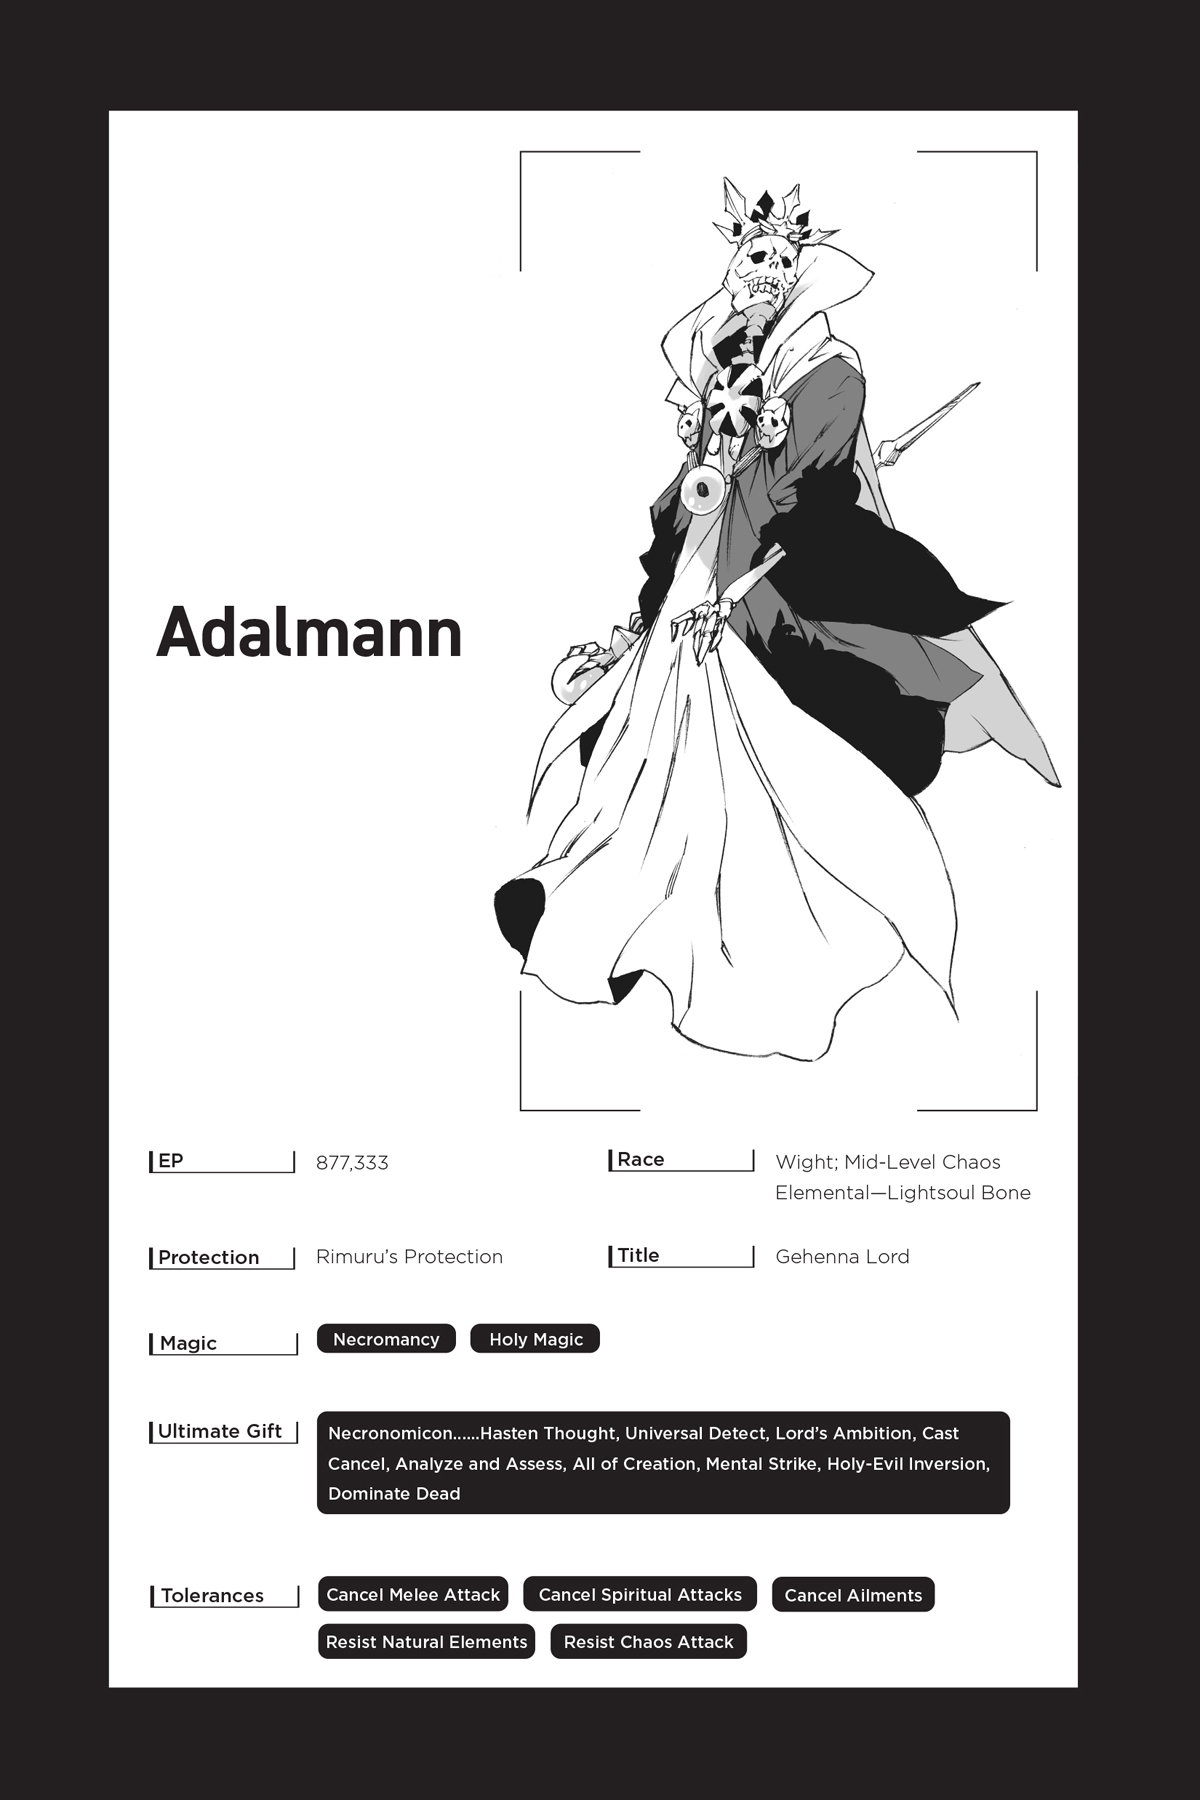 Adalmann
EP
877,333
Race
Wight; Mid-Level Chaos
Elemental—Lightsoul Bone
Protection
Rimuru’s Protection
Title
Gehenna Lord
Magic
Necromancy
Holy Magic
Ultimate Gift
Necronomicon......Hasten Thought, Universal Detect, Lord’s Ambition, Cast
Cancel, Analyze and Assess, All of Creation, Mental Strike, Holy-Evil Inversion,
Dominate Dead
Tolerances
Cancel Melee Attack
Cancel Spiritual Attacks
Cancel Ailments
Resist Natural Elements
Resist Chaos Attack